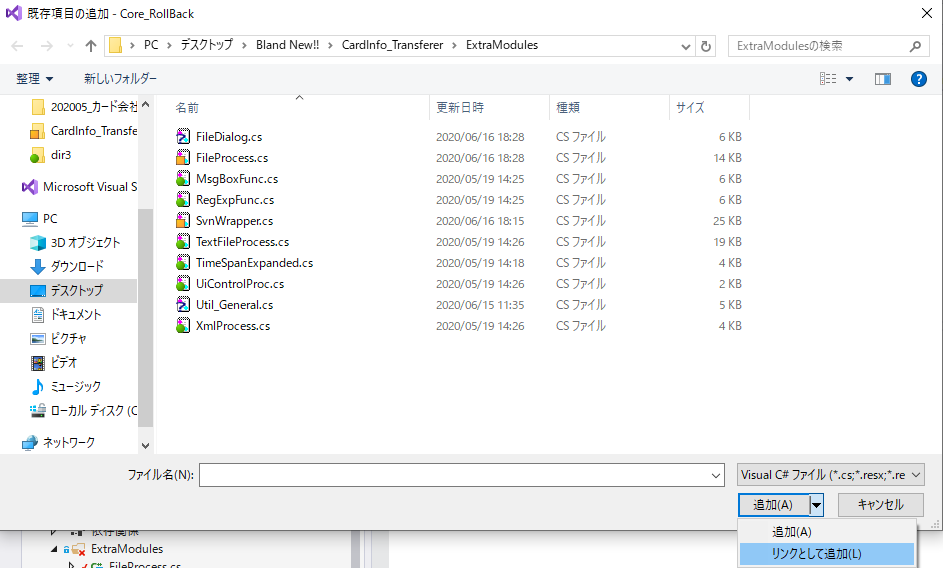 既存項目の追加 - Core_RollBack
PC > デスクトップ > Bland New!! > CardInfo_Transferer > ExtraModules
ExtraModulesの検索
整理 新しいフォルダー
名前 更新日時 種類 サイズ
202005_カード会社
CardInfo_Transfe
dir3
Microsoft Visual S
PC
3D オブジェクト
ダウンロード
デスクトップ
ドキュメント
ピクチャ
ビデオ
ミュージック
ローカル ディスク (C
ネットワーク
FileDialog.cs 2020/06/16 18:28 CS ファイル 6 KB
FileProcess.cs 2020/06/16 18:28 CS ファイル 14 KB
MsgBoxFunc.cs 2020/05/19 14:25 CS ファイル 6 KB
RegExpFunc.cs 2020/05/19 14:25 CS ファイル 6 KB
SvnWrapper.cs 2020/06/16 18:15 CS ファイル 25 KB
TextFileProcess.cs 2020/05/19 14:26 CS ファイル 19 KB
TimeSpanExpanded.cs 2020/05/19 14:18 CS ファイル 4 KB
UiControlProc.cs 2020/05/19 14:26 CS ファイル 2 KB
Util_General.cs 2020/06/15 11:35 CS ファイル 5 KB
XmlProcess.cs 2020/05/19 14:26 CS ファイル 4 KB
ファイル名(N):
Visual C# ファイル (*.cs;*.resx;*.re
追加(A) キャンセル
追加(A)
リンクとして追加(L)
依存関係
ExtraModules
FileProcess.cs